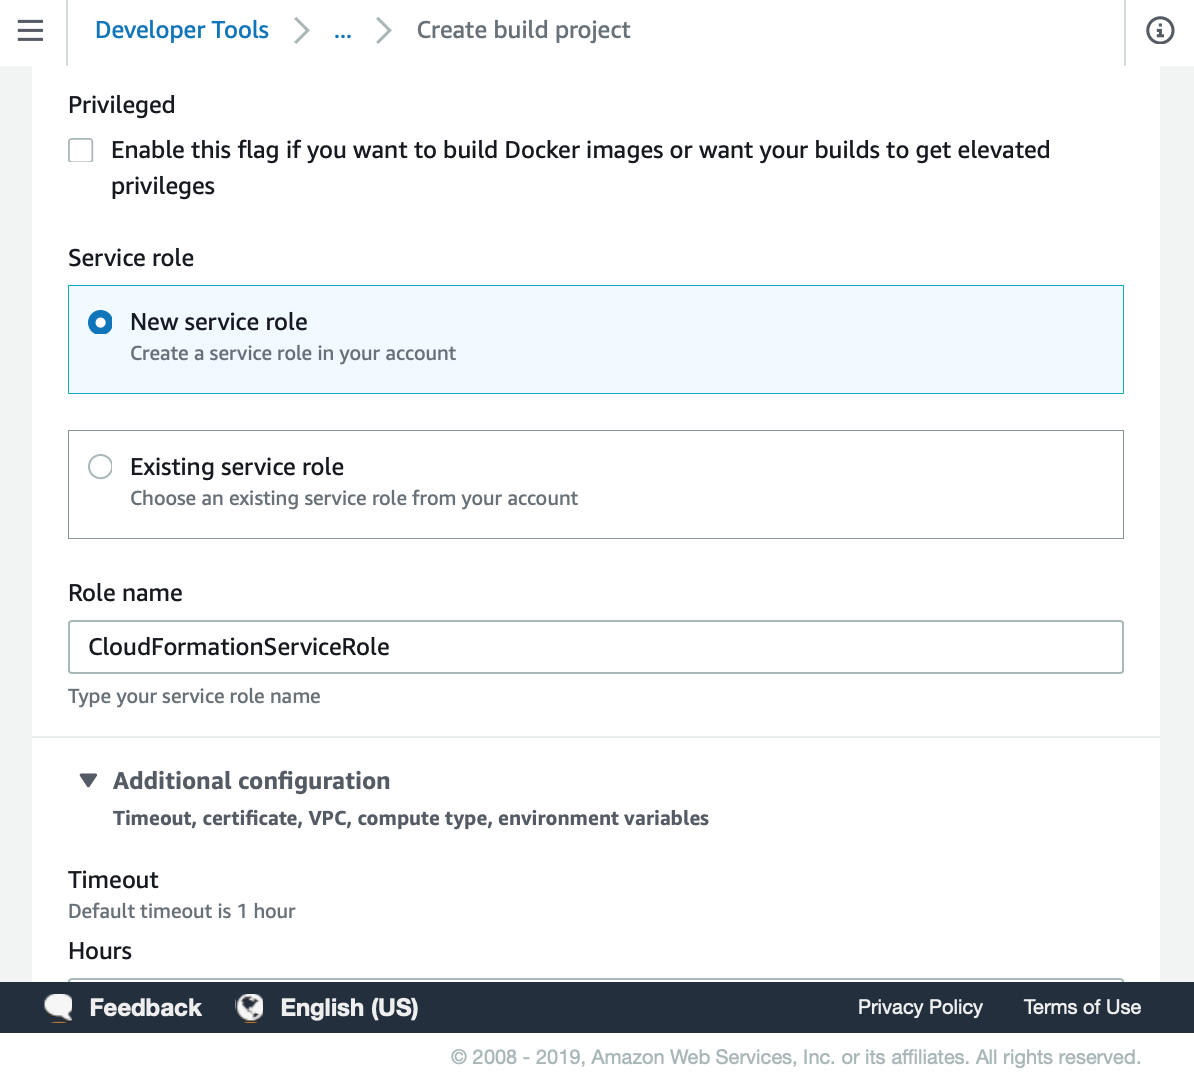 Developer Tools > ... > Create build project
Privileged
Enable this flag if you want to build Docker images or want your builds to get elevated
privileges
Service role
New service role
Create a service role in your account
Existing service role
Choose an existing service role from your account
Role name
CloudFormationServiceRole
Type your service role name
Additional configuration
Timeout, certificate, VPC, compute type, environment variables
Timeout
Default timeout is 1 hour
Hours
Feedback English (US) Privacy Policy Terms of Use
© 2008 - 2019, Amazon Web Services, Inc. or its affiliates. All rights reserved.